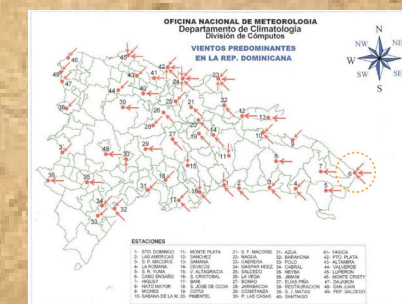 OFICINA NACIONAL DE METEOROLOGIA
Departamento de Climatología
División de Cómputos
VIENTOS PREDOMINANTES
EN LA REP. DOMINICANA
N
NW NE
W E
SW SE
S
ESTACIONES
1- STO. DOMINGO 11- MONTE PLATA 21- S. F. MACORIS 31- AZUA 41- YASICA
2- LAS AMERICAS 12- SANCHEZ 22- NAGUA 32- BARAHONA 42- PTO. PLATA
3- S. P. MACORIS 13- SAMANA 23- CABRERA 33- POLO 43- ALTAMIRA
4- LA ROMANA 14- CEVICOS 24- GASPAR HDEZ. 34- CABRAL 44- VALVERDE
5- S. R. YUMA 15- V. ALTAGRACIA 25- SALCEDO 35- NEYBA 45- LUPERON
6- CABO ENGAÑO 16- S. CRISTOBAL 26- LA VEGA 36- JIMANI 46- MONTE CRISTY
7- HIGUEY 17- BANI 27- BONAO 37- ELIAS PIÑA 47- DAJABON
8- HATO MAYOR 18- S. JOSE DE OCOA 28- JARABACOA 38- RESTAURACION 48- SAN JUAN
9- MICHES 19- COTUI 29- CONSTANZA 39- S. J. MATAS 49- PEP. SALCEDO
10- SABANA DE LA M. 20- PIMENTEL 30- P. LAS CASAS 40- SANTIAGO